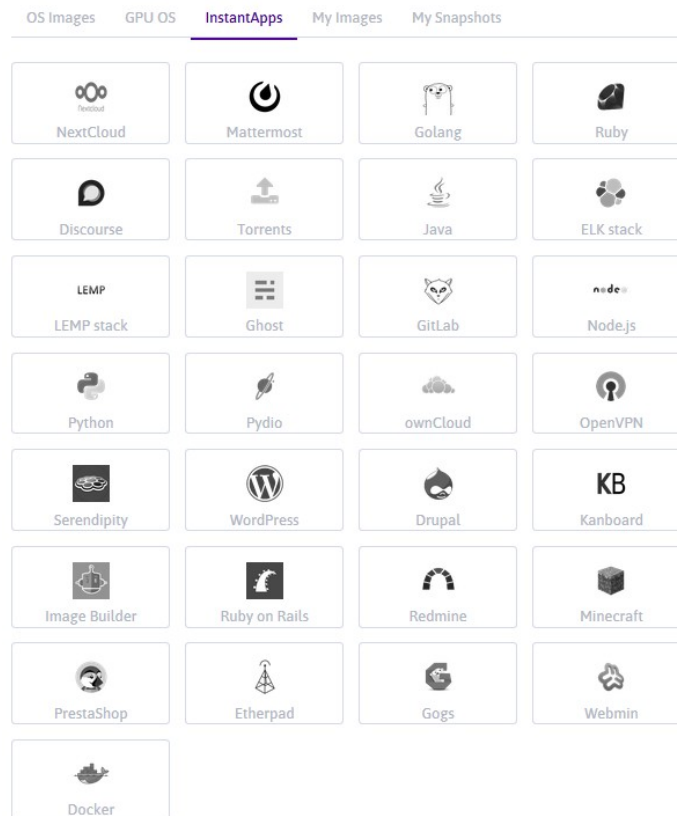 OS Images GPU OS InstantApps My Images My Snapshots
Nextcloud
NextCloud Mattermost Golang Ruby
Discourse Torrents Java ELK stack
LEMP node
LEMP stack Ghost GitLab Node.js
Python Pydio ownCloud OpenVPN
KB
Serendipity WordPress Drupal Kanboard
Image Builder Ruby on Rails Redmine Minecraft
PrestaShop Etherpad Gogs Webmin
Docker